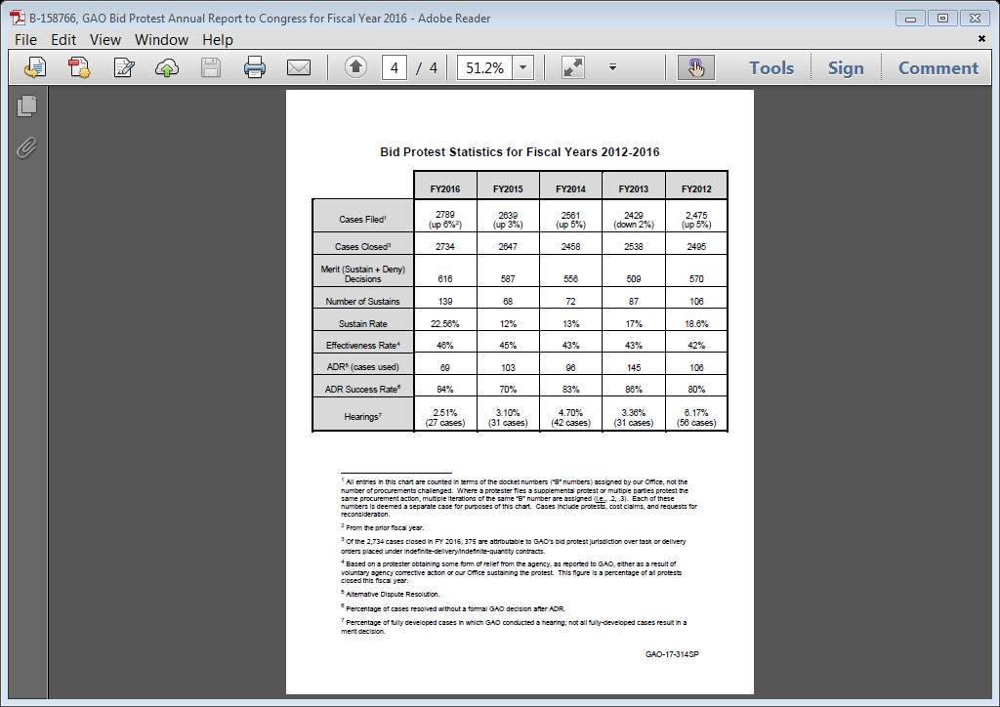 B-158766, GAO Bid Protest Annual Report to Congress for Fiscal Year 2016 - Adobe Reader
File Edit View Window Help
4 / 4 51.2% Tools Sign Comment
Bid Protest Statistics for Fiscal Years 2012-2016
FY2016 FY2015 FY2014 FY2013 FY2012
Cases Filed¹ 2789 (up 6%²) 2639 (up 3%) 2561 (up 5%) 2429 (down 2%) 2,475 (up 5%)
Cases Closed³ 2734 2647 2458 2538 2495
Merit (Sustain + Deny) Decisions 616 587 556 509 570
Number of Sustains 139 68 72 87 106
Sustain Rate 22.56% 12% 13% 17% 18.6%
Effectiveness Rate⁴ 46% 45% 43% 43% 42%
ADR⁵ (cases used) 69 103 96 145 106
ADR Success Rate⁶ 84% 70% 83% 86% 80%
Hearings⁷ 2.51% (27 cases) 3.10% (31 cases) 4.70% (42 cases) 3.36% (31 cases) 6.17% (56 cases)
¹ All entries in this chart are counted in terms of the docket numbers ("B" numbers) assigned by our Office, not the
number of procurements challenged. Where a protester files a supplemental protest or multiple parties protest the
same procurement action, multiple iterations of the same "B" number are assigned (i.e., .2, .3). Each of these
numbers is deemed a separate case for purposes of this chart. Cases include protests, cost claims, and requests for
reconsideration.
² From the prior fiscal year.
³ Of the 2,734 cases closed in FY 2016, 375 are attributable to GAO's bid protest jurisdiction over task or delivery
orders placed under indefinite-delivery/indefinite-quantity contracts.
⁴ Based on a protester obtaining some form of relief from the agency, as reported to GAO, either as a result of
voluntary agency corrective action or our Office sustaining the protest. This figure is a percentage of all protests
closed this fiscal year.
⁵ Alternative Dispute Resolution.
⁶ Percentage of cases resolved without a formal GAO decision after ADR.
⁷ Percentage of fully developed cases in which GAO conducted a hearing; not all fully-developed cases result in a
merit decision.
GAO-17-314SP